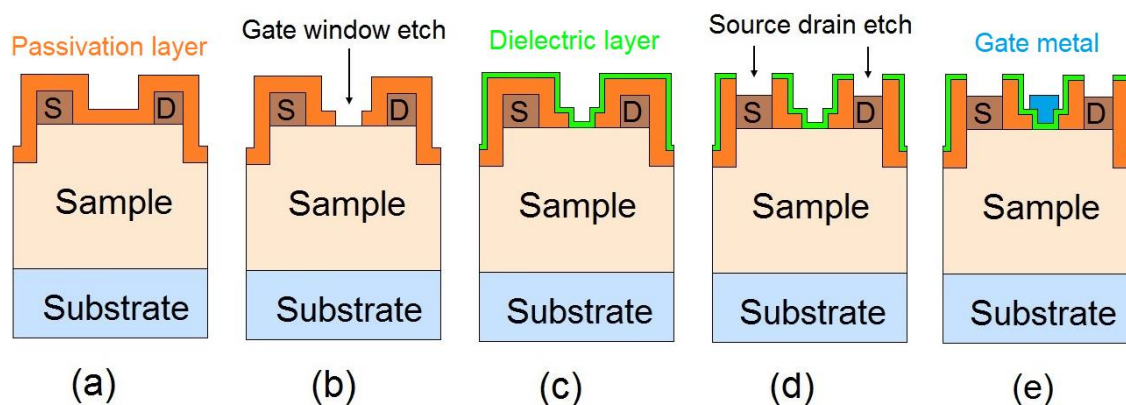 Passivation layer
Gate window etch
Dielectric layer
Source drain etch
Gate metal
S D
S D
S D
S D
S D
Sample
Sample
Sample
Sample
Sample
Substrate
Substrate
Substrate
Substrate
Substrate
(a)
(b)
(c)
(d)
(e)